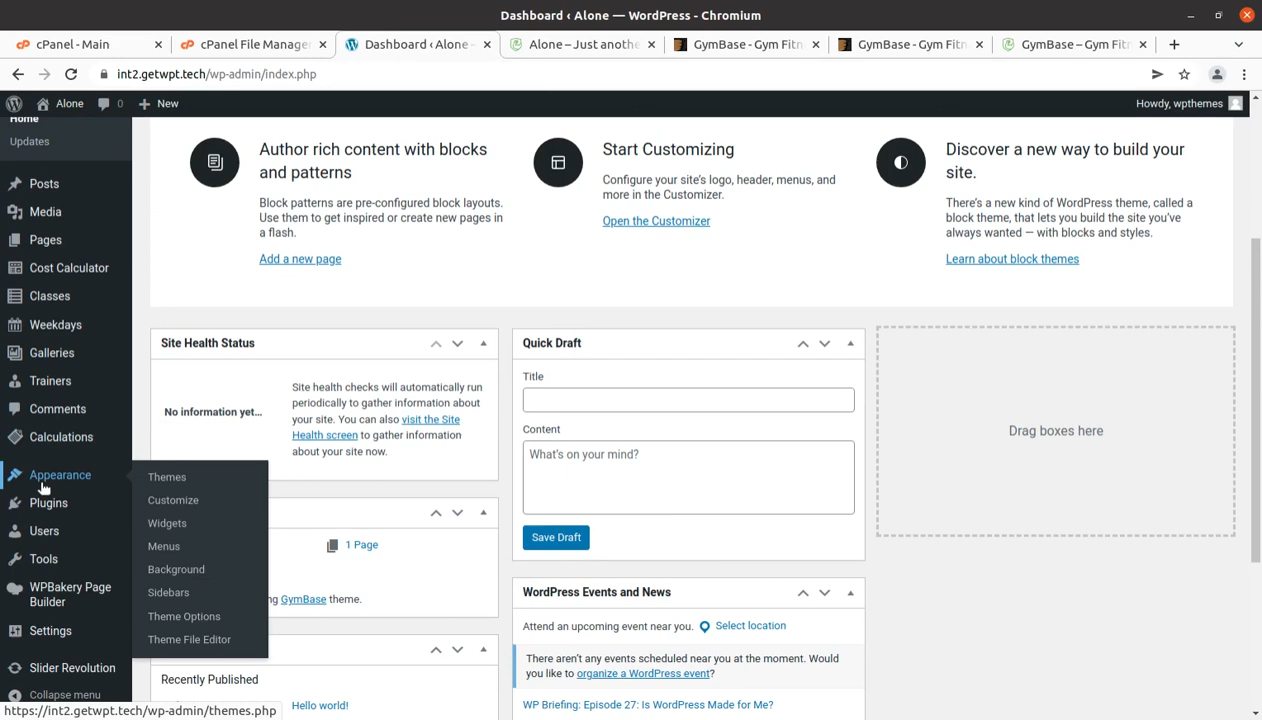 Dashboard ‹ Alone — WordPress - Chromium
cPanel - Main
cPanel File Manage
Dashboard ‹ Alone -
Alone – Just anoth
GymBase - Gym Fitn
GymBase - Gym Fitn
GymBase – Gym Fit
int2.getwpt.tech/wp-admin/index.php
Alone
0
New
Howdy, wpthemes
Home
Updates
Posts
Media
Pages
Cost Calculator
Classes
Weekdays
Galleries
Trainers
Comments
Calculations
Appearance
Plugins
Users
Tools
WPBakery Page
Builder
Settings
Slider Revolution
Collapse menu
Themes
Customize
Widgets
Menus
Background
Sidebars
Theme Options
Theme File Editor
Author rich content with blocks
and patterns
Block patterns are pre-configured block layouts.
Use them to get inspired or create new pages in
a flash.
Add a new page
Start Customizing
Configure your site's logo, header, menus, and
more in the Customizer.
Open the Customizer
Discover a new way to build your
site.
There's a new kind of WordPress theme, called a
block theme, that lets you build the site you've
always wanted — with blocks and styles.
Learn about block themes
Site Health Status
No information yet...
Site health checks will automatically run
periodically to gather information about
your site. You can also visit the Site
Health screen to gather information
about your site now.
1 Page
GymBase theme.
Recently Published
Hello world!
Quick Draft
Title
Content
What's on your mind?
Save Draft
WordPress Events and News
Attend an upcoming event near you.
Select location
There aren't any events scheduled near you at the moment. Would
you like to organize a WordPress event?
WP Briefing: Episode 27: Is WordPress Made for Me?
Drag boxes here
https://int2.getwpt.tech/wp-admin/themes.php